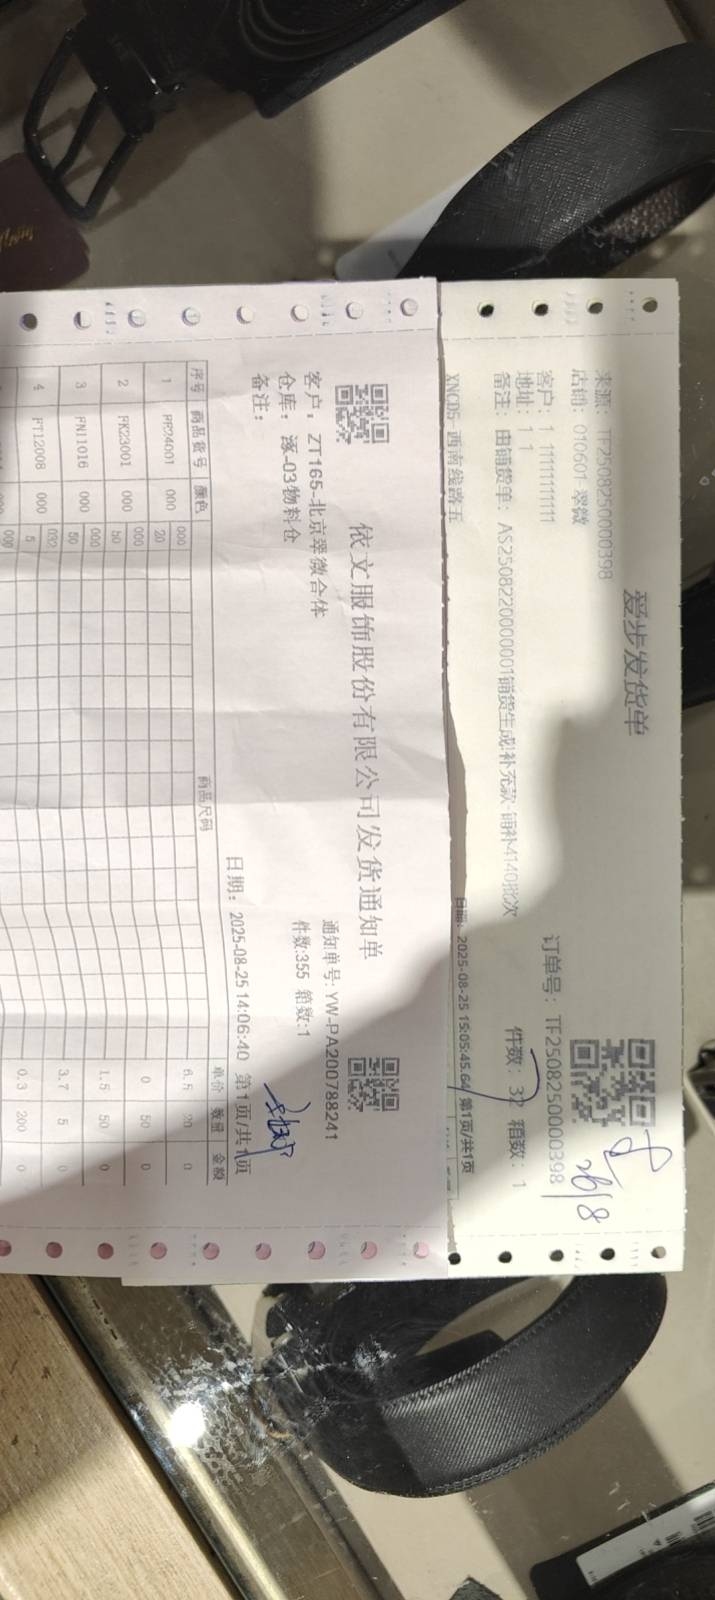 爱步发货单
来源: TF2508250000398
订单号: TF2508250000398
店铺: 010601-翠微
客户: 1 11111111111
件数: 32 箱数: 1
地址: 1 1
备注: 由铺货单: AS2508220000001铺货生成!补充款-铺补4140批次
26/8
XNCD5-西南线路五
日期: 2025-08-25 15:05:45.64 第1页/共1页
依文服饰股份有限公司发货通知单
通知单号: YW-PA200788241
客户: ZT165-北京翠微合体
件数:355 箱数:1
仓库: 涿-03物料仓
备注:
日期: 2025-08-25 14:06:40 第1页/共1页
序号 商品货号 颜色 商品尺码 单价 数量 金额
000
1 PP24001 000 20 6.5 20 0
000
2 PK23001 000 50 0 50 0
000
3 PN11016 000 50 1.5 50 0
032
4 PT12008 000 5 3.7 5 0
000
0.3 200 0